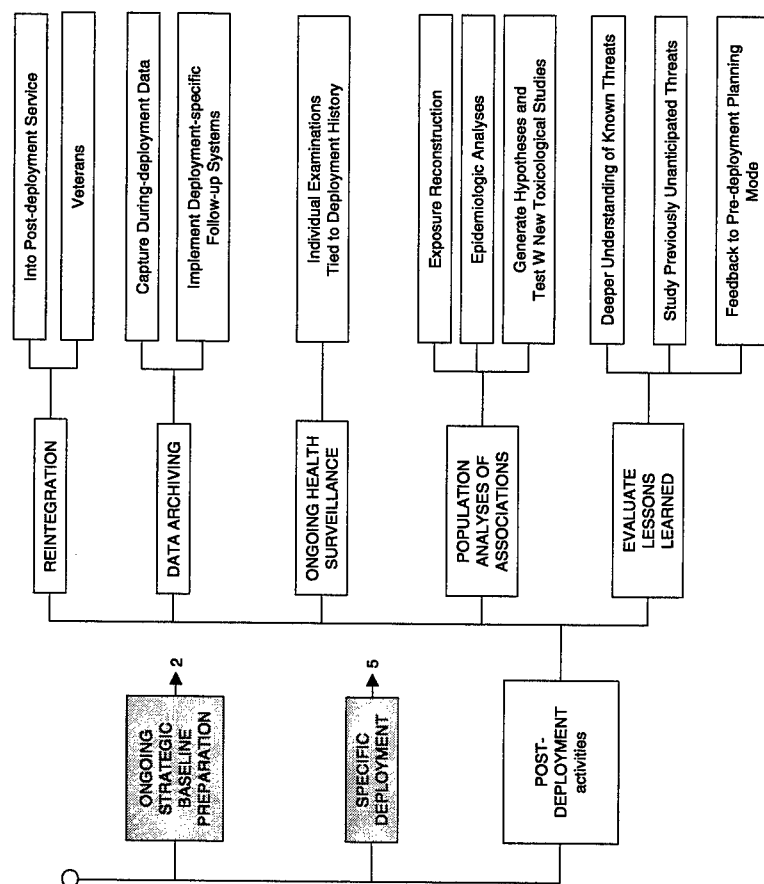 ONGOING
STRATEGIC
BASELINE
PREPARATION
2
SPECIFIC
DEPLOYMENT
5
POST-
DEPLOYMENT
activities
REINTEGRATION
Into Post-deployment Service
Veterans
DATA ARCHIVING
Capture During-deployment Data
Implement Deployment-specific
Follow-up Systems
ONGOING HEALTH
SURVEILLANCE
Individual Examinations
Tied to Deployment History
POPULATION
ANALYSES OF
ASSOCIATIONS
Exposure Reconstruction
Epidemiologic Analyses
Generate Hypotheses and
Test W New Toxicological Studies
EVALUATE
LESSONS
LEARNED
Deeper Understanding of Known Threats
Study Previously Unanticipated Threats
Feedback to Pre-deployment Planning
Mode